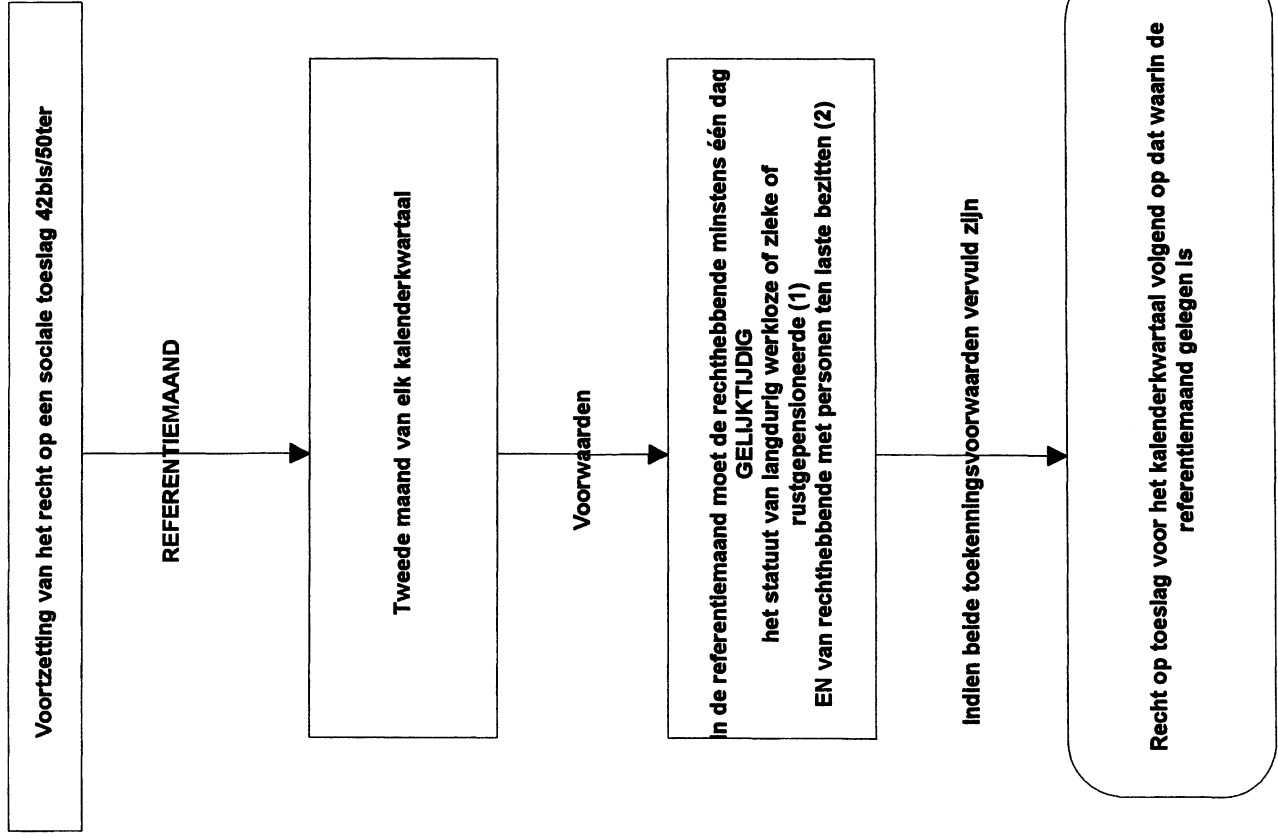 Voortzetting van het recht op een sociale toeslag 42bis/50ter
REFERENTIEMAAND
Tweede maand van elk kalenderkwartaal
Voorwaarden
In de referentiemaand moet de rechthebbende minstens één dag
GELIJKTIJDIG
het statuut van langdurig werkloze of zieke of
rustgepensioneerde (1)
EN van rechthebbende met personen ten laste bezitten (2)
Indien beide toekenningsvoorwaarden vervuld zijn
Recht op toeslag voor het kalenderkwartaal volgend op dat waarin de
referentiemaand gelegen is